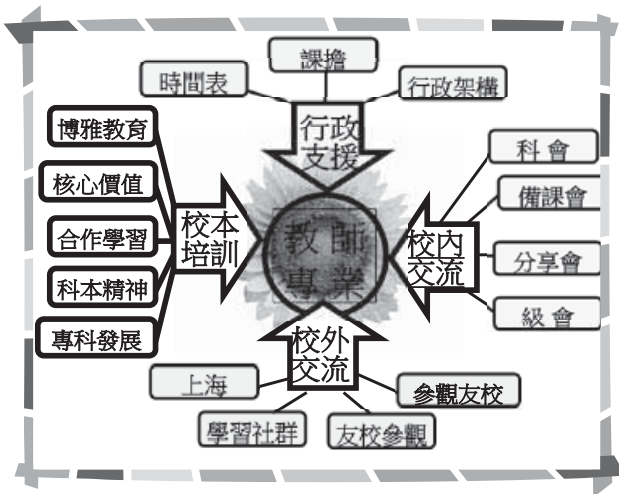 課擔
時間表
行政架構
行政
支援
博雅教育
核心價值
合作學習
科本精神
專科發展
校本
培訓
教師
專業
校內
交流
科會
備課會
分享會
級會
校外
交流
上海
學習社群
友校參觀
參觀友校